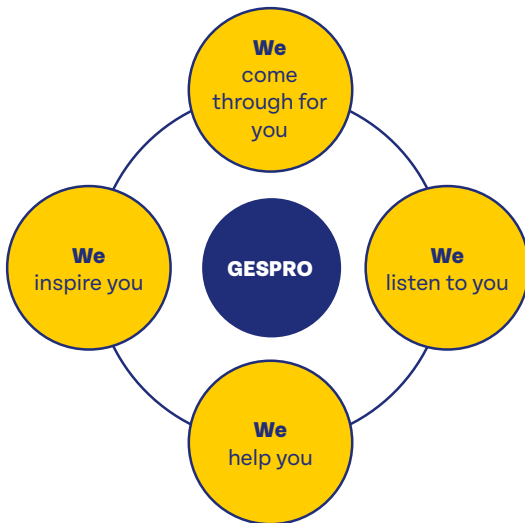 We
come
through for
you
We
inspire you
GESPRO
We
listen to you
We
help you